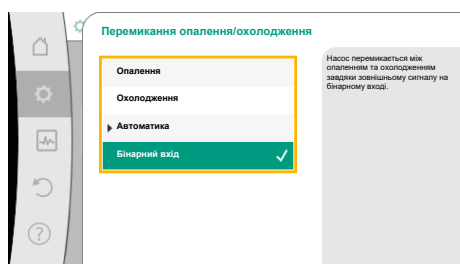 Перемикання опалення/охолодження
Опалення
Охолодження
Автоматика
Бінарний вхід
Насос перемикається між
опаленням та охолодженням
завдяки зовнішньому сигналу на
бінарному вході.